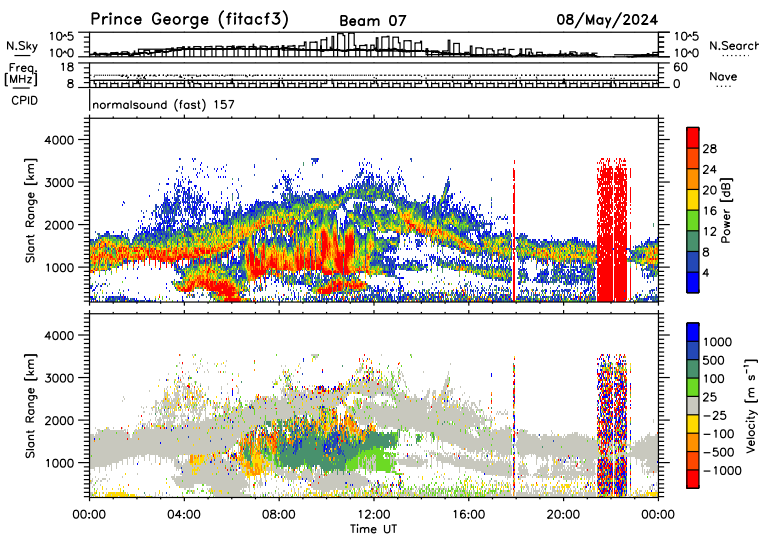 Prince George (fitacf3) Beam 07 08/May/2024
N.Sky 10^5 10^0 10^5 10^0 N.Search
Freq [MHz] 18 8 60 0 Nave
CPID normalsound (fast) 157
Slant Range [km] 4000 3000 2000 1000
28 24 20 16 12 8 4 Power [dB]
Slant Range [km] 4000 3000 2000 1000
1000 500 100 25 -25 -100 -500 -1000 Velocity [m s⁻¹]
00:00 04:00 08:00 12:00 16:00 20:00 00:00
Time UT